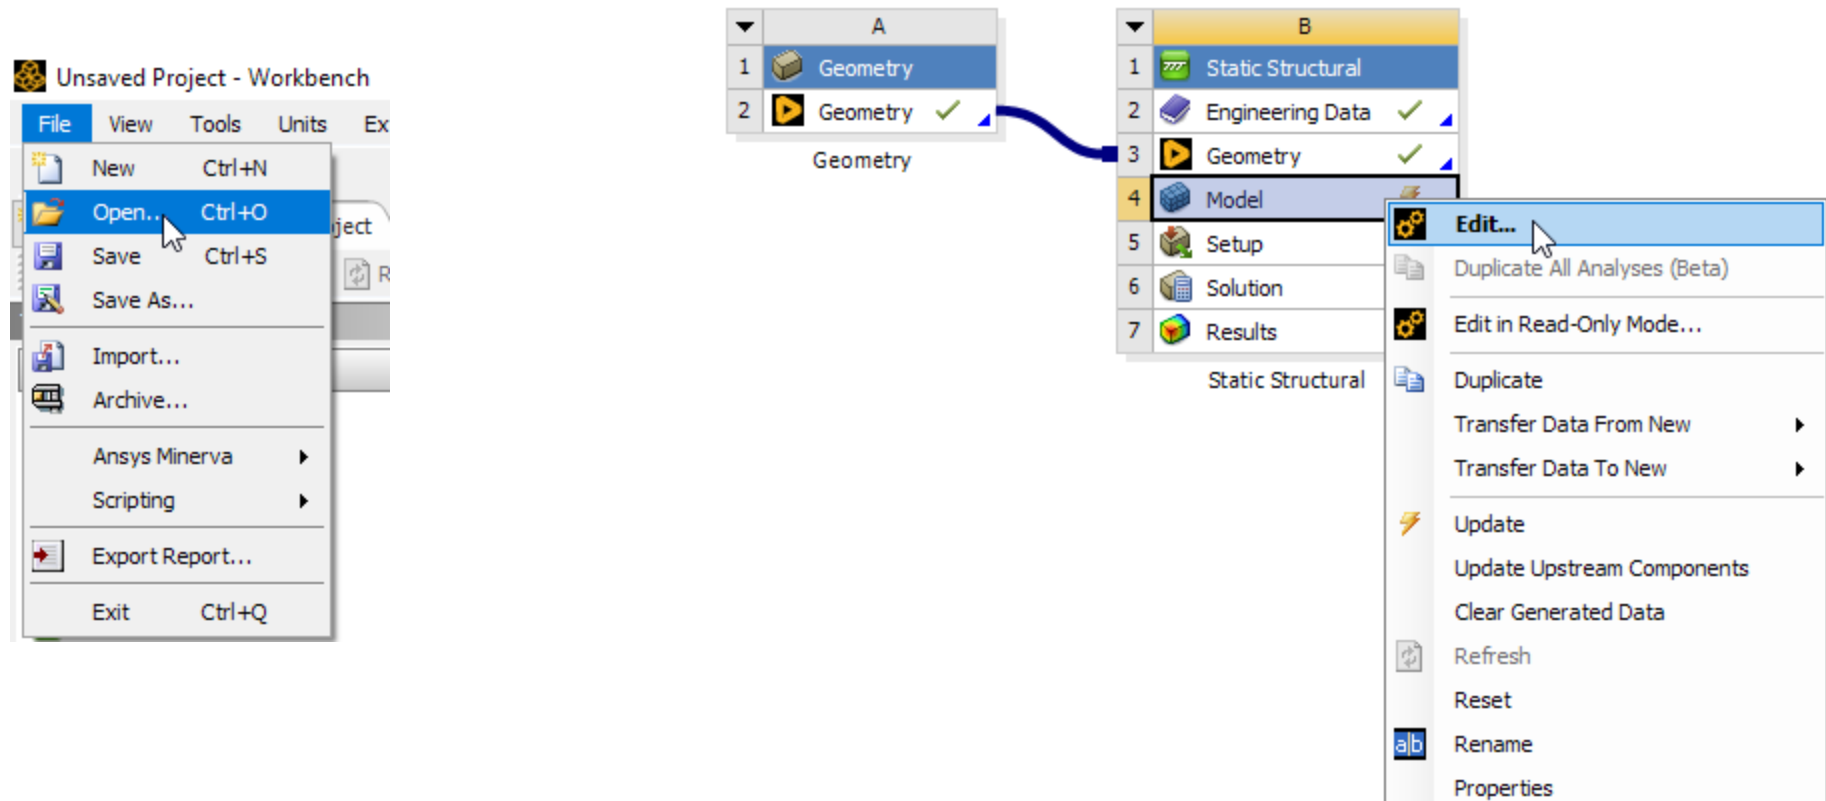 Unsaved Project - Workbench
File View Tools Units Ex
New Ctrl+N
Open... Ctrl+O
ject
Save Ctrl+S
R
Save As...
Import...
Archive...
Ansys Minerva
Scripting
Export Report...
Exit Ctrl+Q
A
1 Geometry
2 Geometry
Geometry
B
1 Static Structural
2 Engineering Data
3 Geometry
4 Model
5 Setup
6 Solution
7 Results
Static Structural
Edit...
Duplicate All Analyses (Beta)
Edit in Read-Only Mode...
Duplicate
Transfer Data From New
Transfer Data To New
Update
Update Upstream Components
Clear Generated Data
Refresh
Reset
a|b Rename
Properties